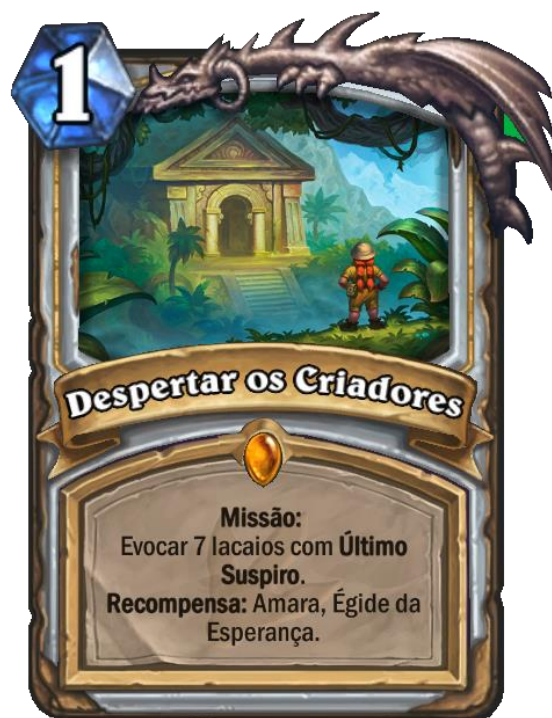 1
Despertar os Criadores
Missão:
Evocar 7 lacaios com Último
Suspiro.
Recompensa: Amara, Égide da
Esperança.